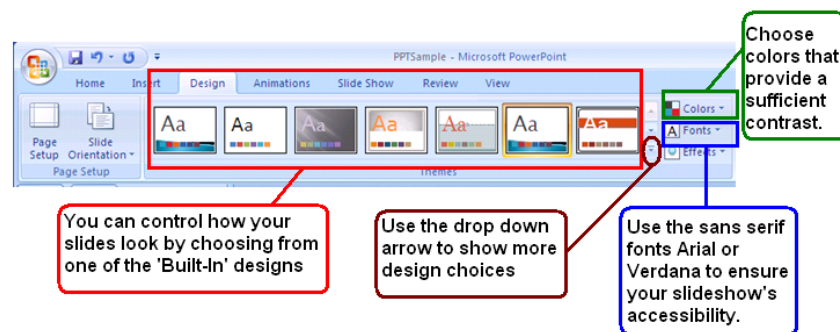 Choose
colors that
provide a
sufficient
contrast.
PPTSample - Microsoft PowerPoint
Home Insert Design Animations Slide Show Review View
Page
Setup
Slide
Orientation
Page Setup
Aa Aa Aa Aa Aa Aa Aa
Themes
Colors
Fonts
Effects
You can control how your
slides look by choosing from
one of the 'Built-In' designs
Use the drop down
arrow to show more
design choices
Use the sans serif
fonts Arial or
Verdana to ensure
your slideshow's
accessibility.